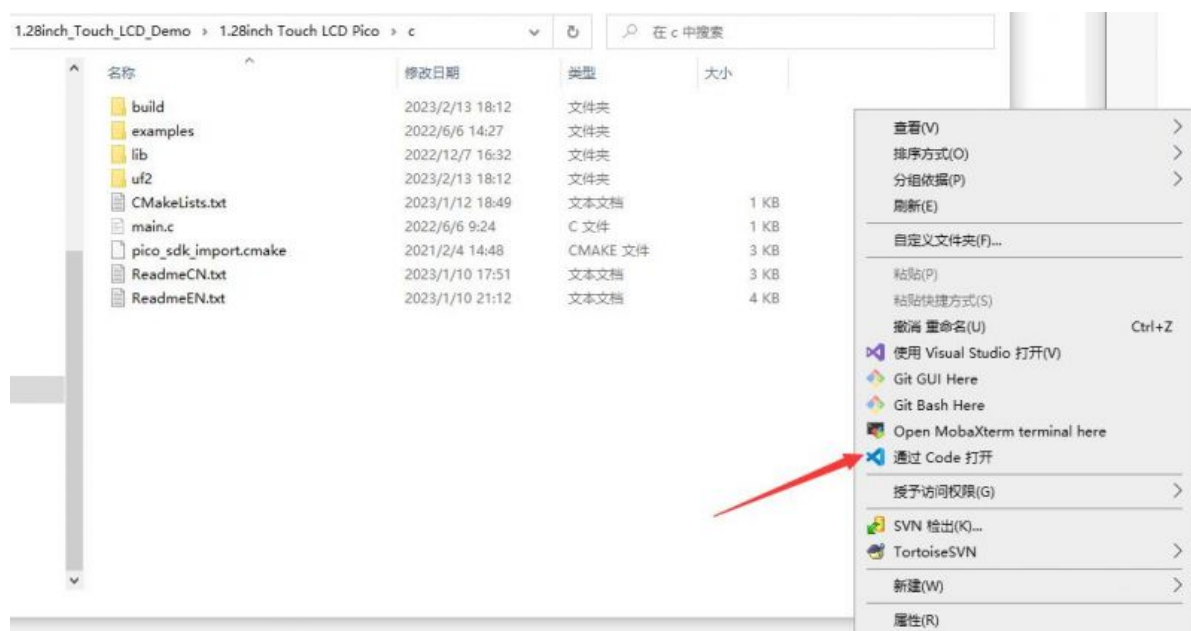 1.28inch_Touch_LCD_Demo › 1.28inch Touch LCD Pico › c 在 c 中搜索
名称 修改日期 类型 大小
build 2023/2/13 18:12 文件夹
examples 2022/6/6 14:27 文件夹
lib 2022/12/7 16:32 文件夹
uf2 2023/2/13 18:12 文件夹
CMakeLists.txt 2023/1/12 18:49 文本文档 1 KB
main.c 2022/6/6 9:24 C 文件 1 KB
pico_sdk_import.cmake 2021/2/4 14:48 CMAKE 文件 3 KB
ReadmeCN.txt 2023/1/10 17:51 文本文档 3 KB
ReadmeEN.txt 2023/1/10 21:12 文本文档 4 KB
查看(V)
排序方式(O)
分组依据(P)
刷新(E)
自定义文件夹(F)...
粘贴(P)
粘贴快捷方式(S)
撤消 重命名(U) Ctrl+Z
使用 Visual Studio 打开(V)
Git GUI Here
Git Bash Here
Open MobaXterm terminal here
通过 Code 打开
授予访问权限(G)
SVN 检出(K)...
TortoiseSVN
新建(W)
属性(R)